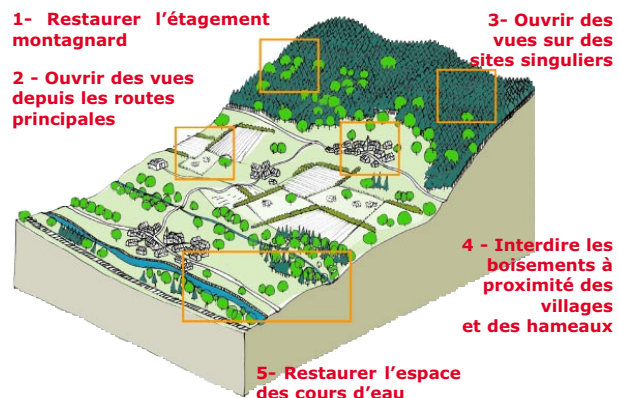 1- Restaurer l'étagement
montagnard
2 - Ouvrir des vues
depuis les routes
principales
3- Ouvrir des
vues sur des
sites singuliers
4 - Interdire les
boisements à
proximité des
villages
et des hameaux
5- Restaurer l'espace
des cours d'eau